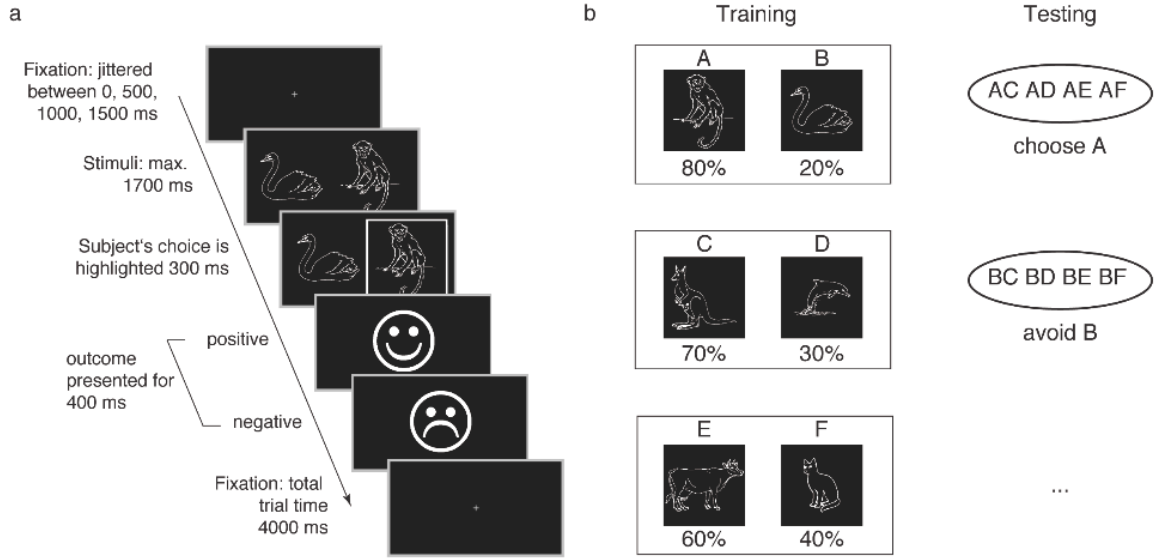 a
Fixation: jittered
between 0, 500,
1000, 1500 ms
Stimuli: max.
1700 ms
Subject's choice is
highlighted 300 ms
positive
outcome
presented for
400 ms
negative
Fixation: total
trial time
4000 ms
b
Training
Testing
A B
80% 20%
AC AD AE AF
choose A
C D
70% 30%
BC BD BE BF
avoid B
E F
60% 40%
...